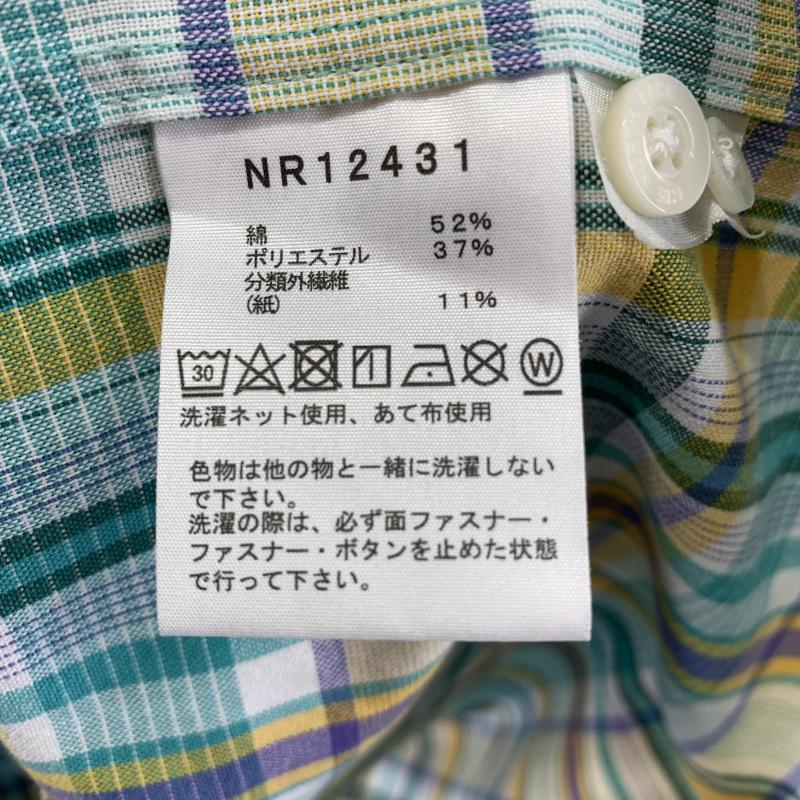 NR12431
綿 52%
ポリエステル 37%
分類外繊維
(紙) 11%
30 W
洗濯ネット使用、あて布使用
色物は他の物と一緒に洗濯しない
で下さい。
洗濯の際は、必ず面ファスナー・
ファスナー・ボタンを止めた状態
で行って下さい。